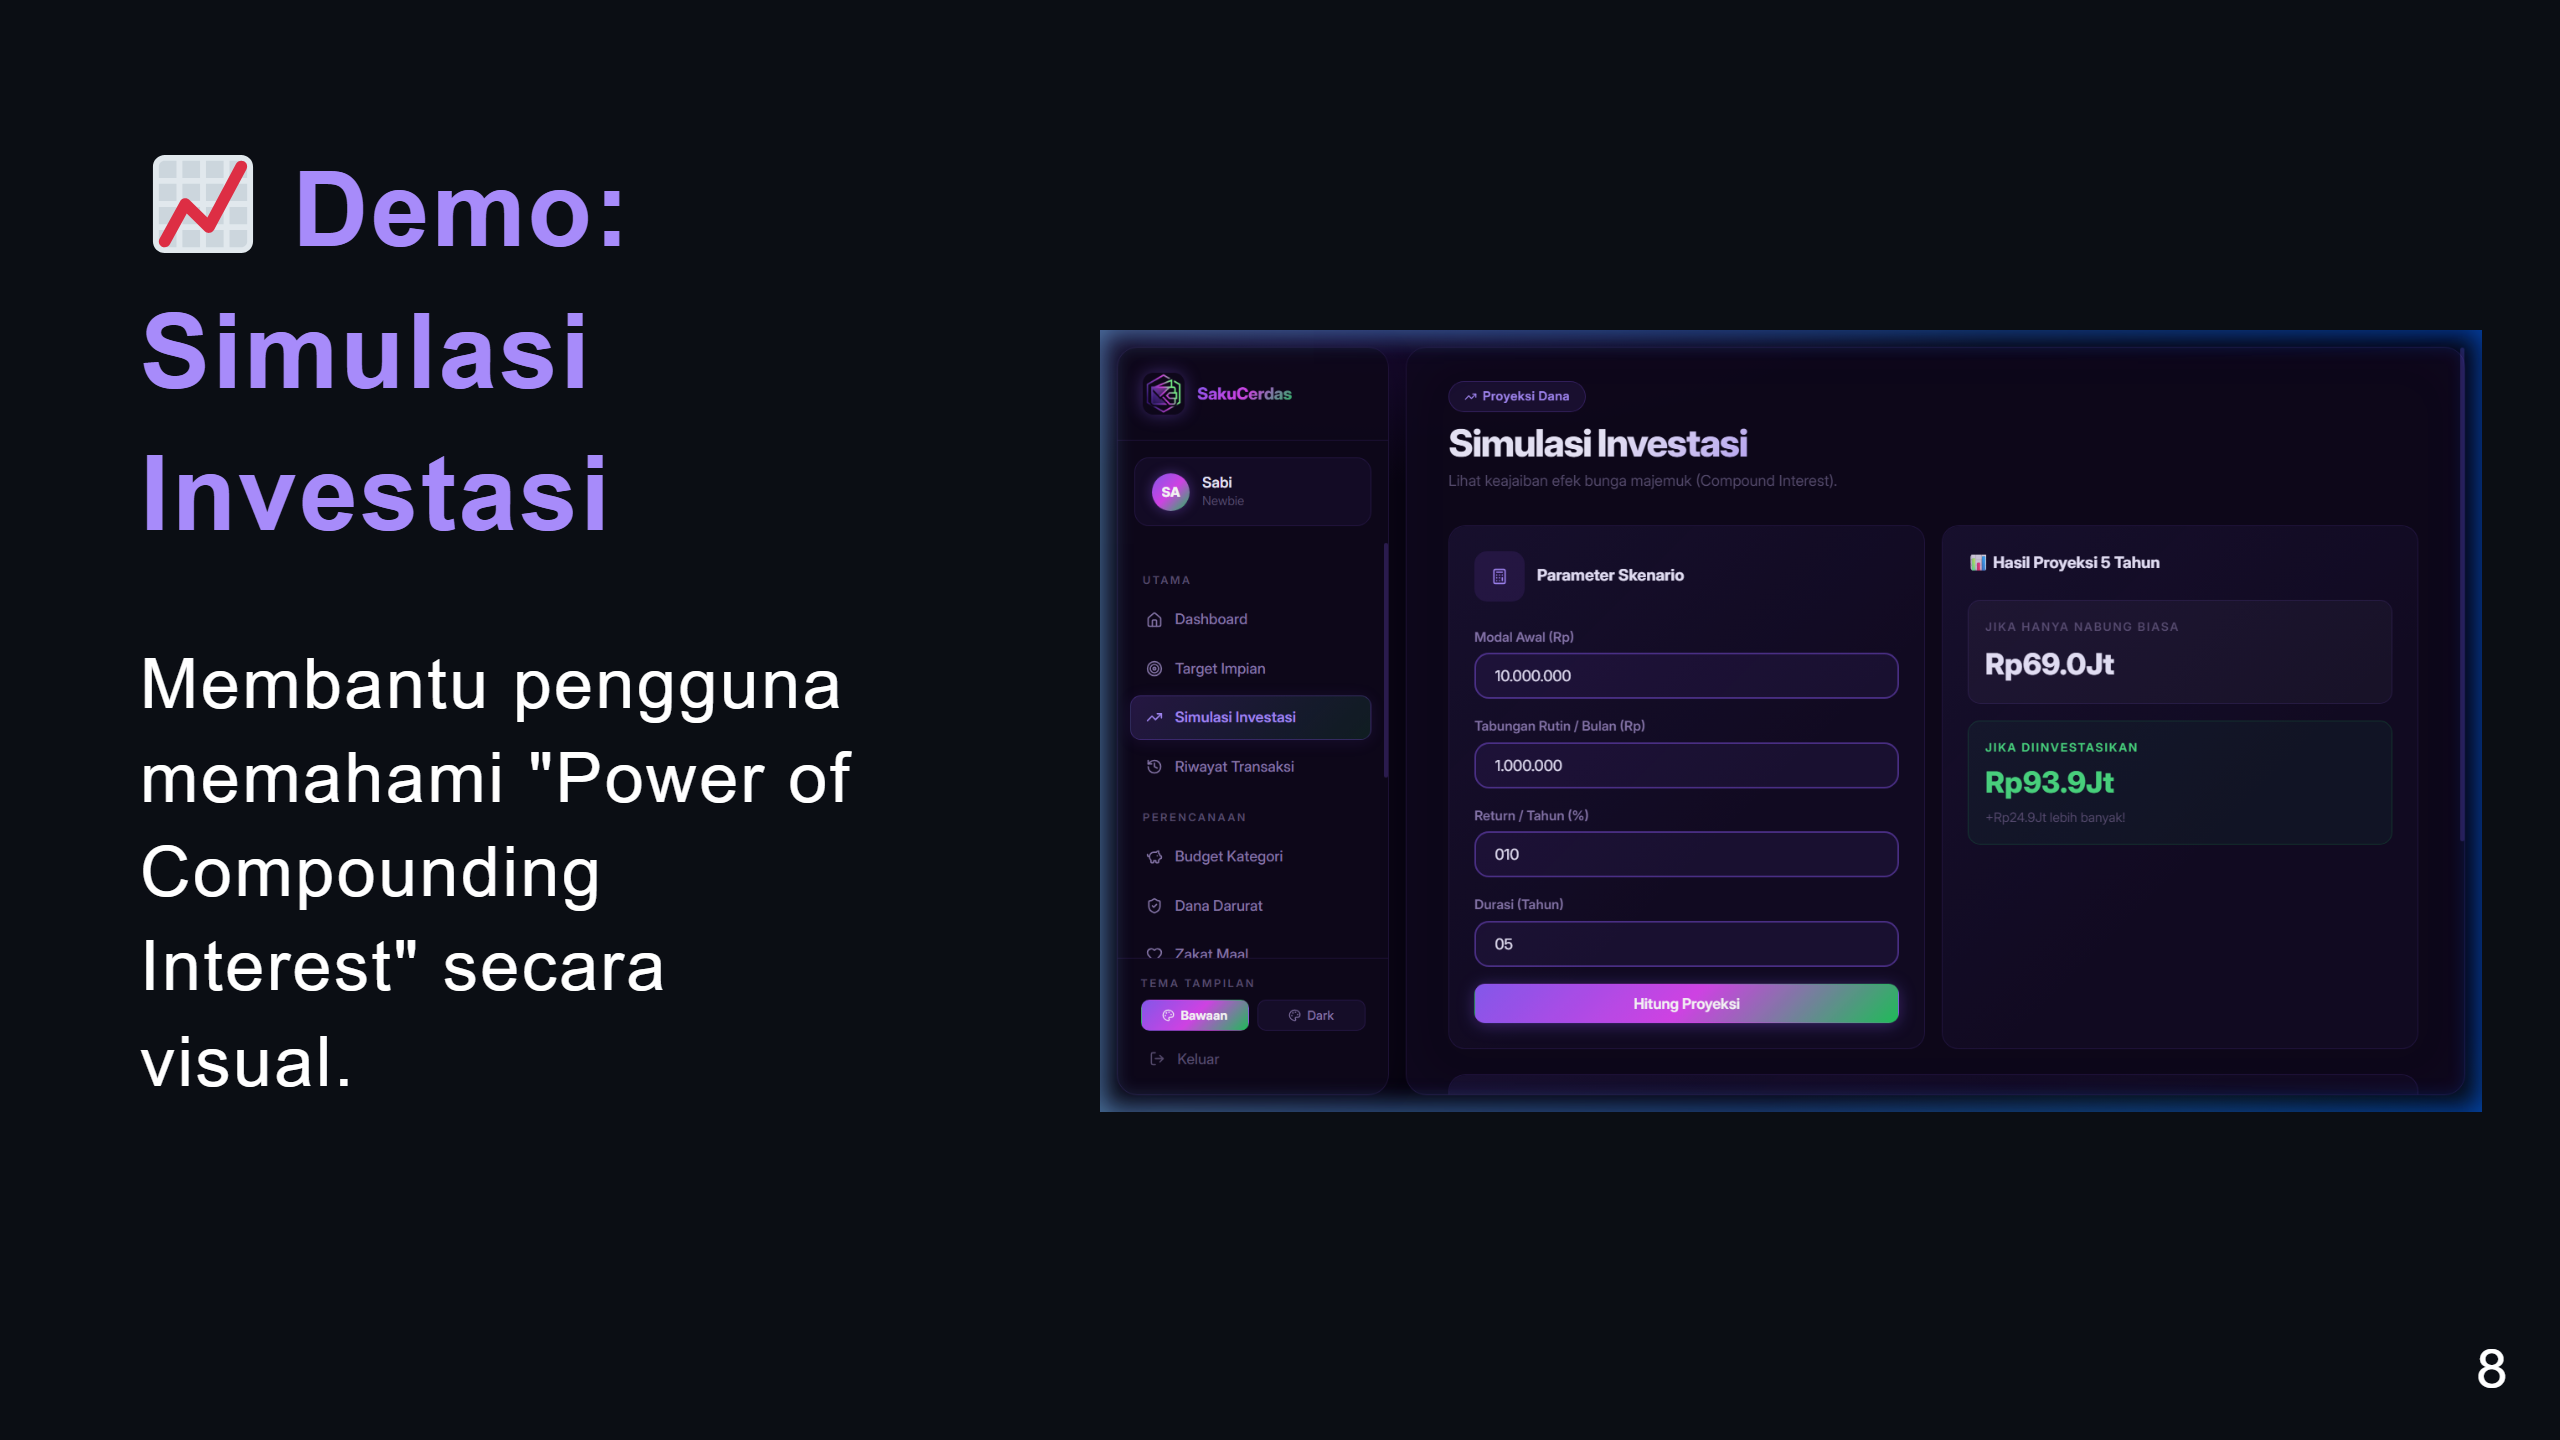 📈 Demo:
Simulasi
Investasi
Membantu pengguna
memahami "Power of
Compounding
Interest" secara
visual.
SakuCerdas
SA
Sabi
Newbie
UTAMA
Dashboard
Target Impian
Simulasi Investasi
Riwayat Transaksi
PERENCANAAN
Budget Kategori
Dana Darurat
Zakat Maal
TEMA TAMPILAN
Bawaan
Dark
Keluar
Proyeksi Dana
Simulasi Investasi
Lihat keajaiban efek bunga majemuk (Compound Interest).
Parameter Skenario
Modal Awal (Rp)
10.000.000
Tabungan Rutin / Bulan (Rp)
1.000.000
Return / Tahun (%)
010
Durasi (Tahun)
05
Hitung Proyeksi
📊 Hasil Proyeksi 5 Tahun
JIKA HANYA NABUNG BIASA
Rp69.0Jt
JIKA DIINVESTASIKAN
Rp93.9Jt
+Rp24.9Jt lebih banyak!
8